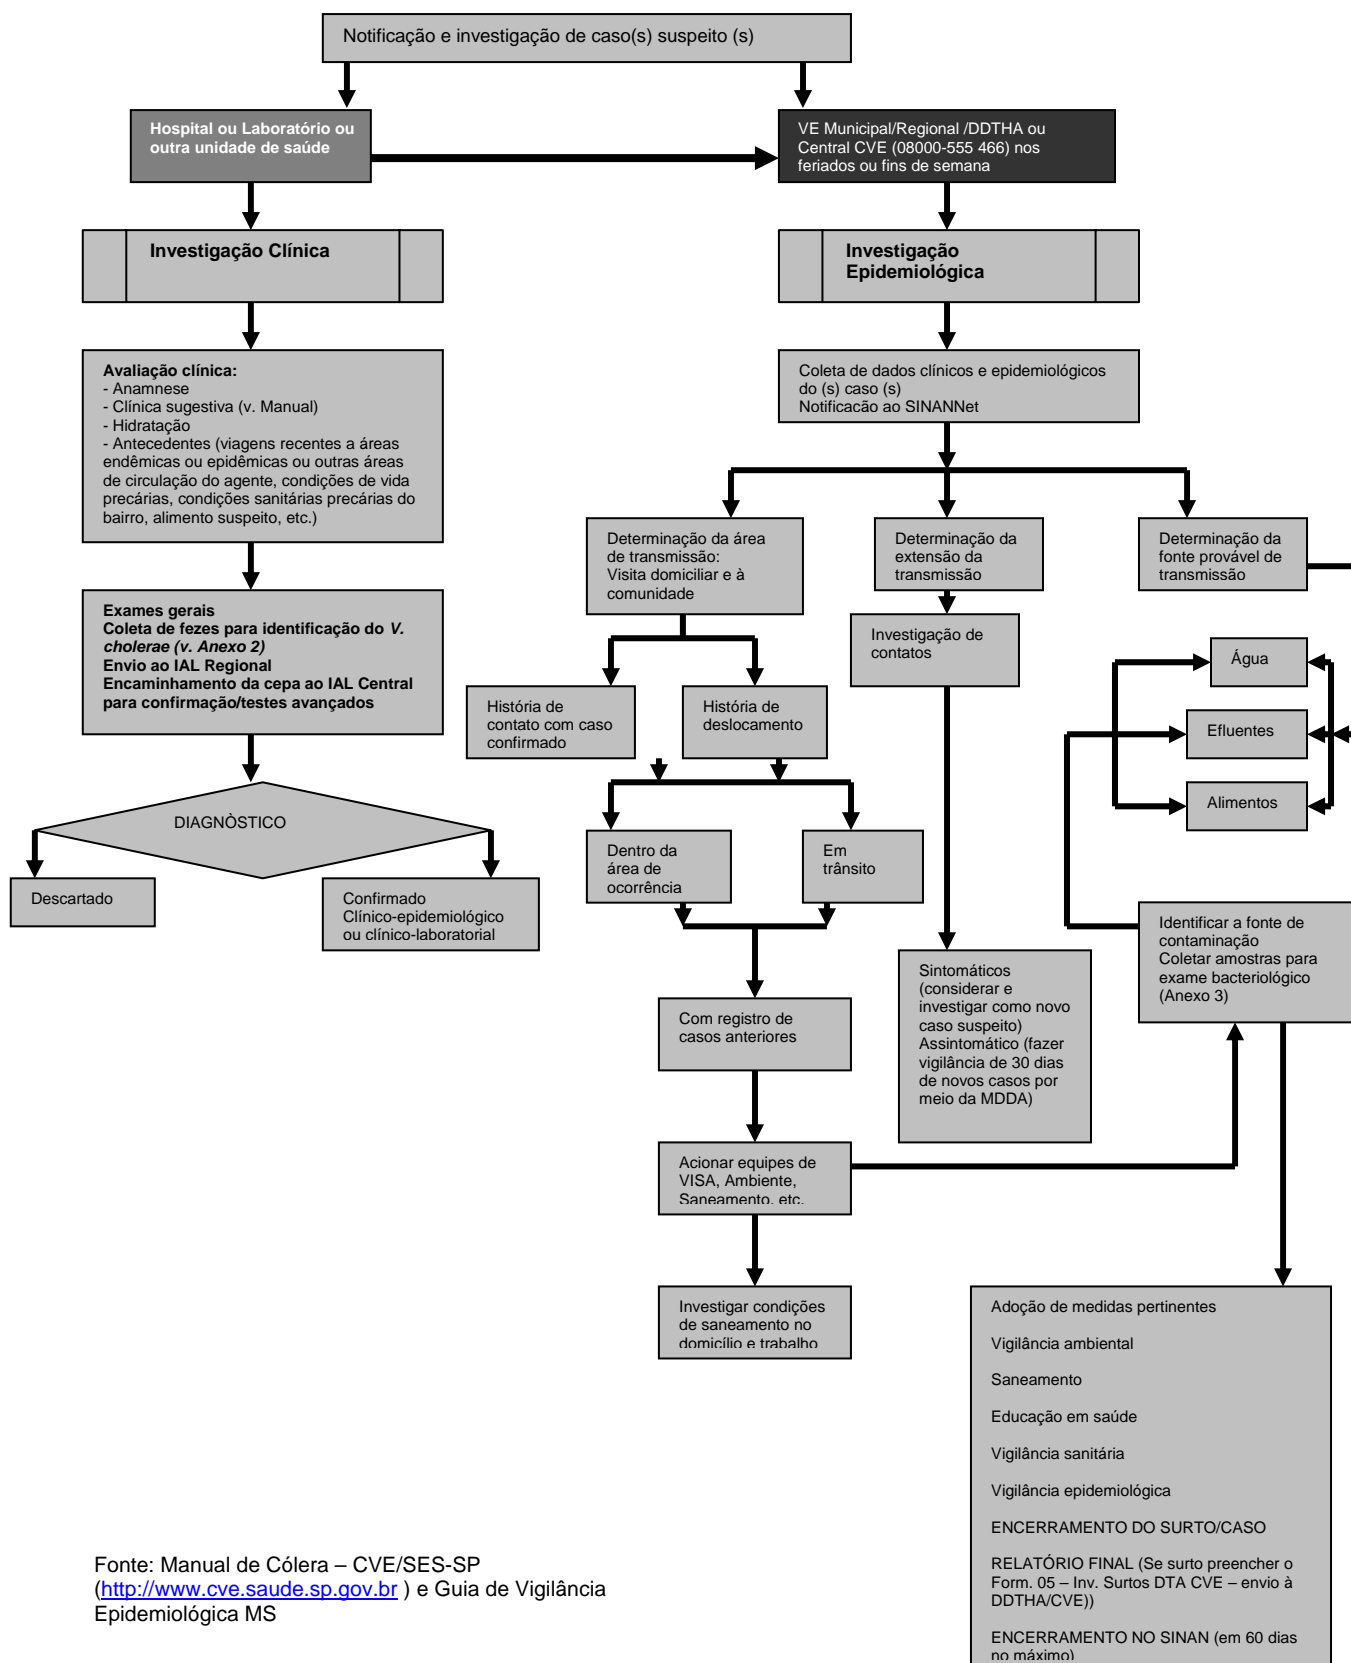 Notificação e investigação de caso(s) suspeito (s)
Hospital ou Laboratório ou
outra unidade de saúde
VE Municipal/Regional /DDTHA ou
Central CVE (08000-555 466) nos
feriados ou fins de semana
Investigação Clínica
Investigação
Epidemiológica
Avaliação clínica:
- Anamnese
- Clínica sugestiva (v. Manual)
- Hidratação
- Antecedentes (viagens recentes a áreas
endêmicas ou epidêmicas ou outras áreas
de circulação do agente, condições de vida
precárias, condições sanitárias precárias do
bairro, alimento suspeito, etc.)
Coleta de dados clínicos e epidemiológicos
do (s) caso (s)
Notificacão ao SINANNet
Determinação da área
de transmissão:
Visita domiciliar e à
comunidade
Determinação da
extensão da
transmissão
Determinação da
fonte provável de
transmissão
Exames gerais
Coleta de fezes para identificação do V.
cholerae (v. Anexo 2)
Envio ao IAL Regional
Encaminhamento da cepa ao IAL Central
para confirmação/testes avançados
Investigação de
contatos
Água
História de
contato com caso
confirmado
História de
deslocamento
Efluentes
Alimentos
DIAGNÒSTICO
Dentro da
área de
ocorrência
Em
trânsito
Descartado
Confirmado
Clínico-epidemiológico
ou clínico-laboratorial
Identificar a fonte de
contaminação
Coletar amostras para
exame bacteriológico
(Anexo 3)
Sintomáticos
(considerar e
investigar como novo
caso suspeito)
Assintomático (fazer
vigilância de 30 dias
de novos casos por
meio da MDDA)
Com registro de
casos anteriores
Acionar equipes de
VISA, Ambiente,
Saneamento, etc.
Investigar condições
de saneamento no
domicílio e trabalho
Adoção de medidas pertinentes
Vigilância ambiental
Saneamento
Educação em saúde
Vigilância sanitária
Vigilância epidemiológica
ENCERRAMENTO DO SURTO/CASO
RELATÓRIO FINAL (Se surto preencher o
Form. 05 – Inv. Surtos DTA CVE – envio à
DDTHA/CVE))
ENCERRAMENTO NO SINAN (em 60 dias
no máximo)
Fonte: Manual de Cólera – CVE/SES-SP
(http://www.cve.saude.sp.gov.br ) e Guia de Vigilância
Epidemiológica MS